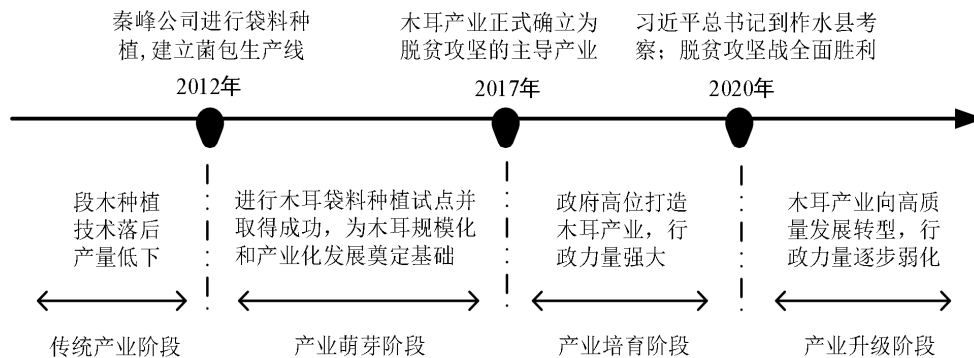 秦峰公司进行袋料种
植,建立菌包生产线
2012年
木耳产业正式确立为
脱贫攻坚的主导产业
2017年
习近平总书记到柞水县考
察；脱贫攻坚战全面胜利
2020年
段木种植
技术落后
产量低下
进行木耳袋料种植试点并
取得成功，为木耳规模化
和产业化发展奠定基础
政府高位打造
木耳产业，行
政力量强大
木耳产业向高质
量发展转型，行
政力量逐步弱化
传统产业阶段
产业萌芽阶段
产业培育阶段
产业升级阶段